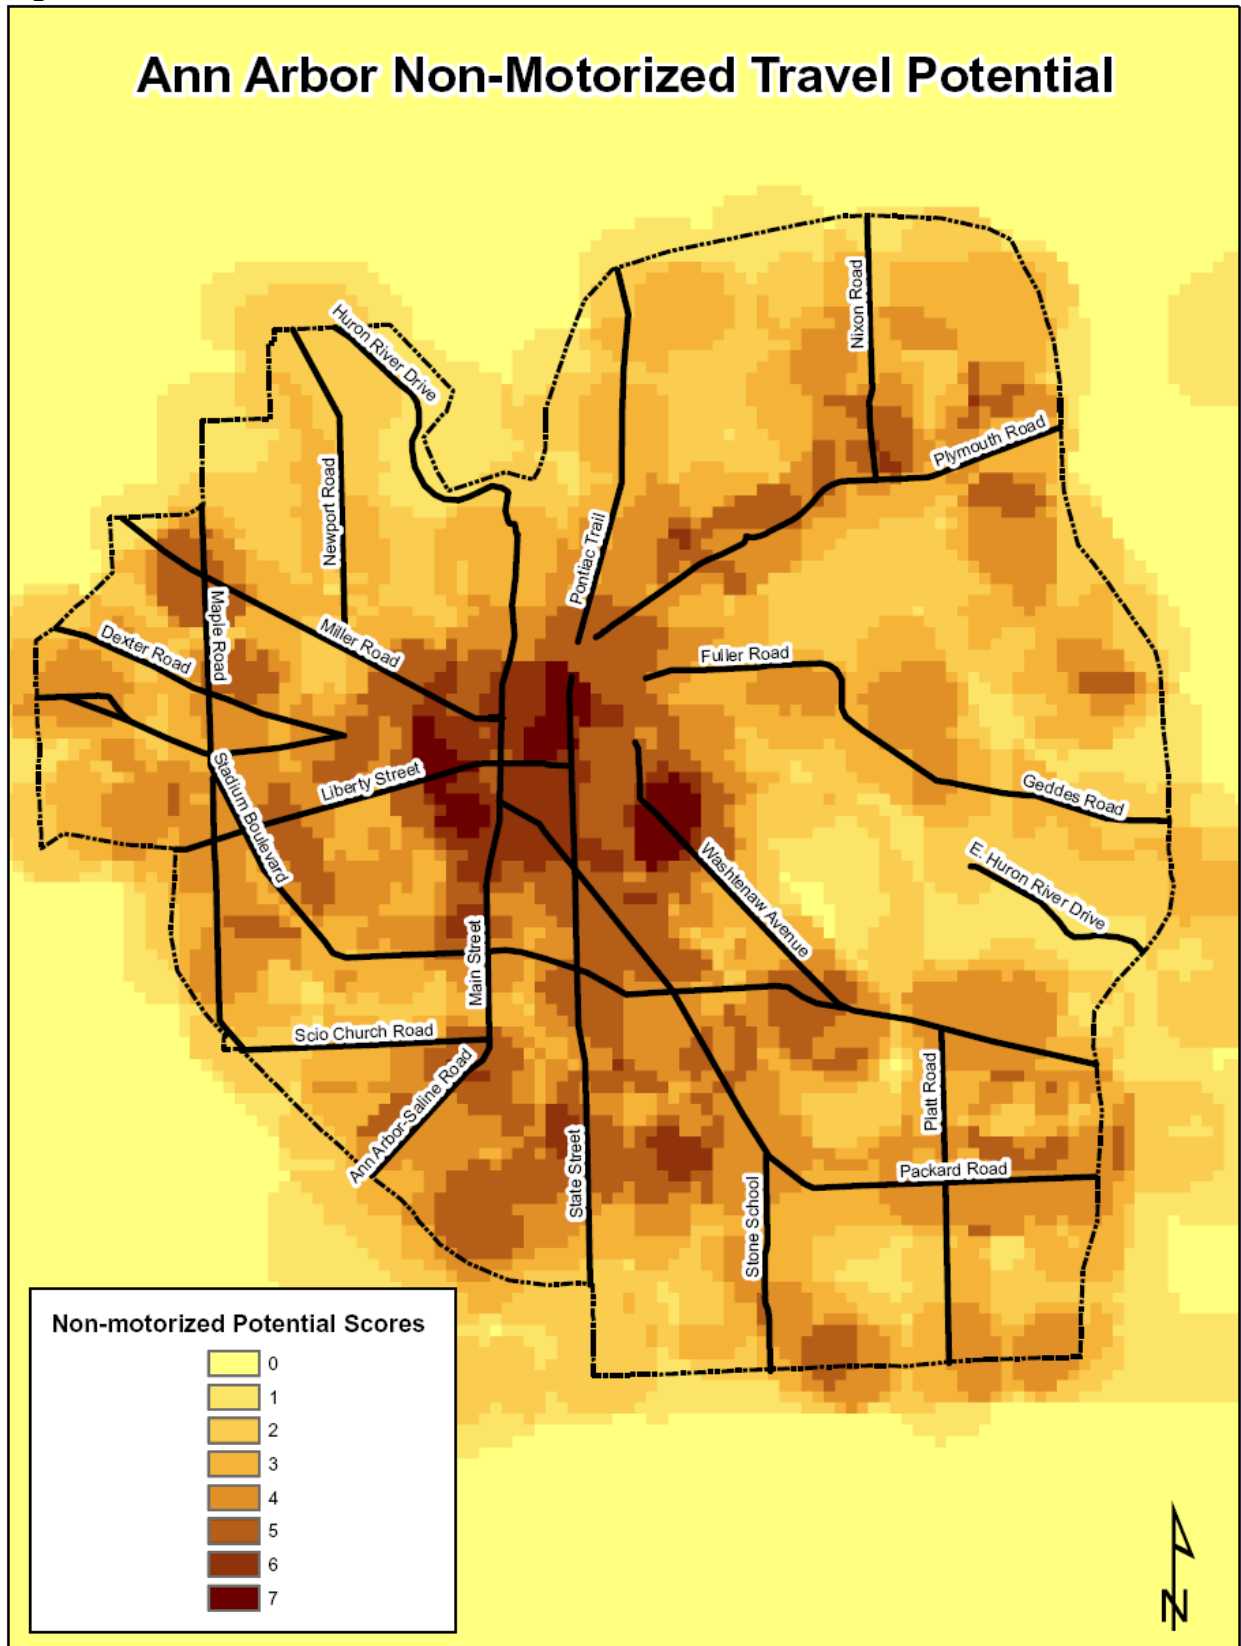 Ann Arbor Non-Motorized Travel Potential
Huron River Drive
Nixon Road
Plymouth Road
Newport Road
Pontiac Trail
Maple Road
Miller Road
Dexter Road
Fuller Road
Stadium Boulevard
Liberty Street
Geddes Road
Washtenaw Avenue
E. Huron River Drive
Main Street
Scio Church Road
Ann Arbor-Saline Road
Platt Road
State Street
Packard Road
Stone School
Non-motorized Potential Scores
0
1
2
3
4
5
6
7
N